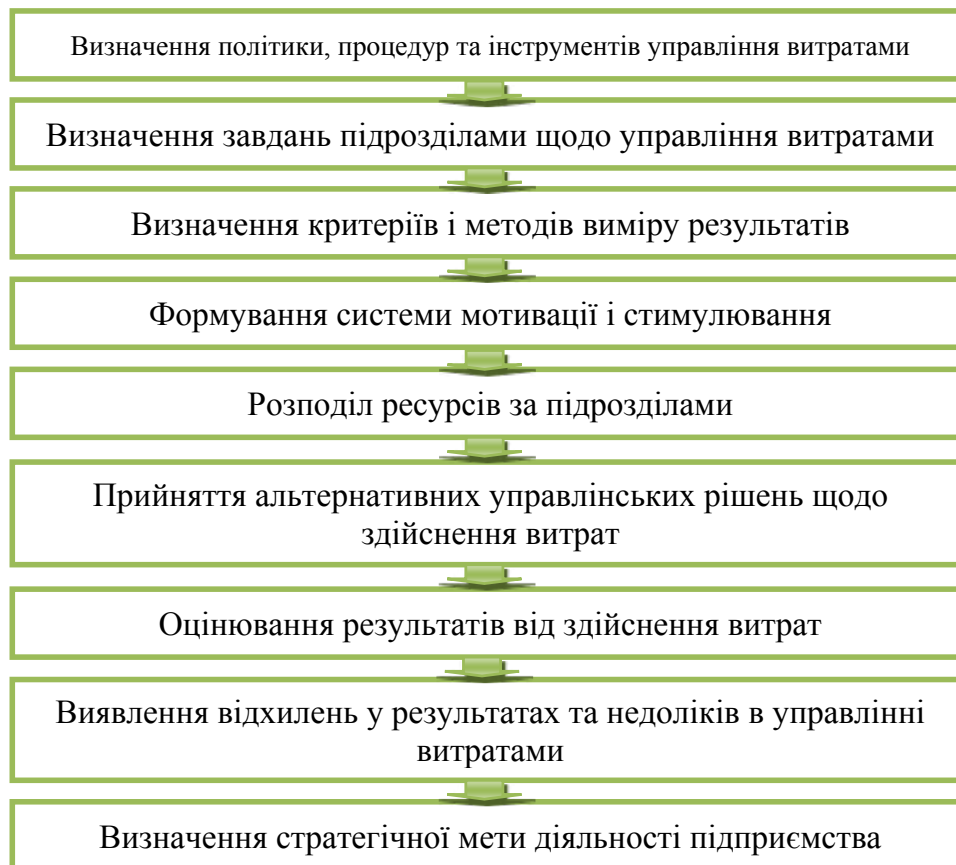 Визначення політики, процедур та інструментів управління витратами
Визначення завдань підрозділами щодо управління витратами
Визначення критеріїв і методів виміру результатів
Формування системи мотивації і стимулювання
Розподіл ресурсів за підрозділами
Прийняття альтернативних управлінських рішень щодо
здійснення витрат
Оцінювання результатів від здійснення витрат
Виявлення відхилень у результатах та недоліків в управлінні
витратами
Визначення стратегічної мети діяльності підприємства